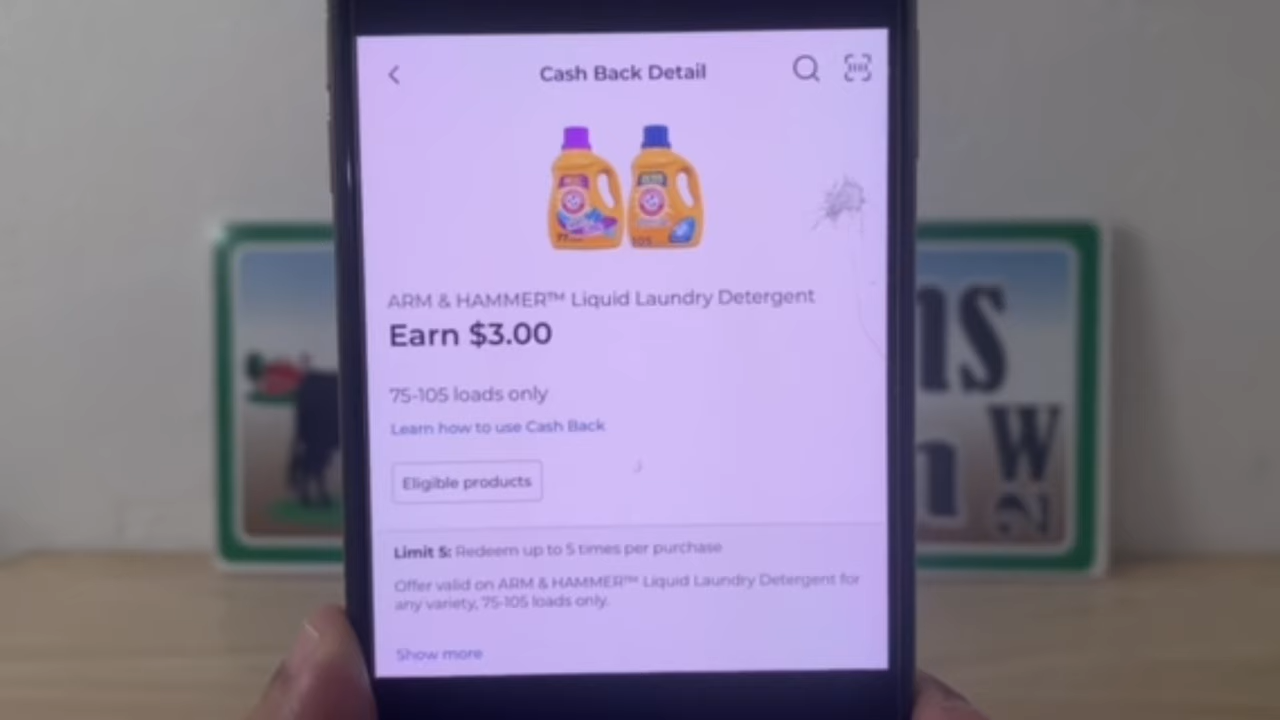 Cash Back Detail
77
105
ARM & HAMMER™ Liquid Laundry Detergent
Earn $3.00
75-105 loads only
Learn how to use Cash Back
Eligible products
Limit 5: Redeem up to 5 times per purchase
Offer valid on ARM & HAMMER™ Liquid Laundry Detergent for
any variety, 75-105 loads only.
Show more